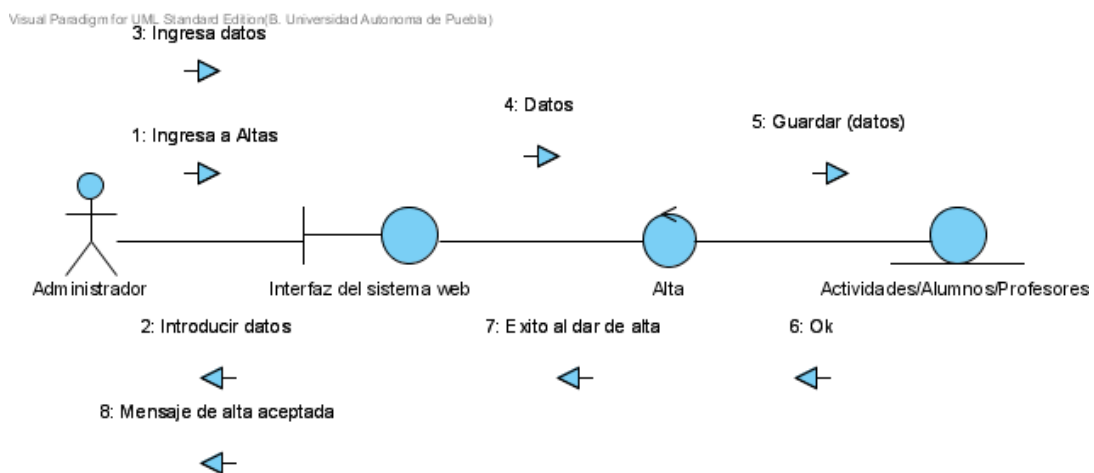 Visual Paradigm for UML Standard Edition(B. Universidad Autonoma de Puebla)
3: Ingresa datos
4: Datos
5: Guardar (datos)
1: Ingresa a Altas
Administrador
Interfaz del sistema web
Alta
Actividades/Alumnos/Profesores
2: Introducir datos
7: Exito al dar de alta
6: Ok
8: Mensaje de alta aceptada